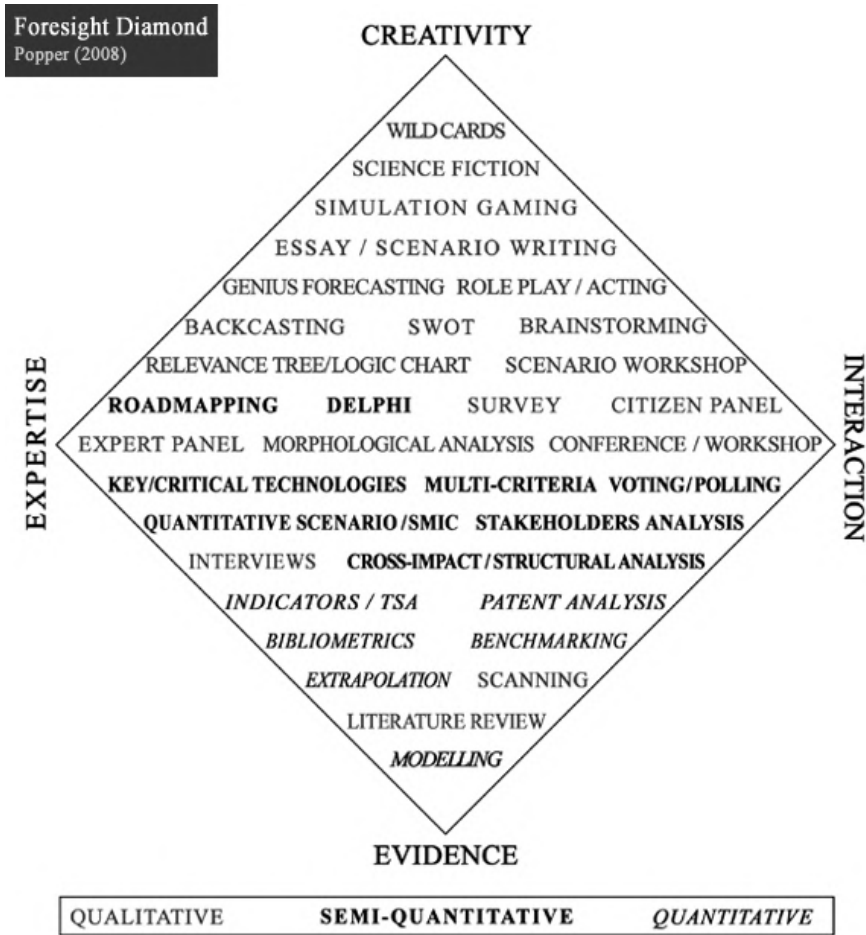 Foresight Diamond
Popper (2008)
CREATIVITY
WILD CARDS
SCIENCE FICTION
SIMULATION GAMING
ESSAY / SCENARIO WRITING
GENIUS FORECASTING ROLE PLAY / ACTING
BACKCASTING SWOT BRAINSTORMING
RELEVANCE TREE/LOGIC CHART SCENARIO WORKSHOP
ROADMAPPING DELPHI SURVEY CITIZEN PANEL
EXPERTISE
EXPERT PANEL MORPHOLOGICAL ANALYSIS CONFERENCE / WORKSHOP
INTERACTION
KEY/CRITICAL TECHNOLOGIES MULTI-CRITERIA VOTING/POLLING
QUANTITATIVE SCENARIO/SMIC STAKEHOLDERS ANALYSIS
INTERVIEWS CROSS-IMPACT / STRUCTURAL ANALYSIS
INDICATORS / TSA PATENT ANALYSIS
BIBLIOMETRICS BENCHMARKING
EXTRAPOLATION SCANNING
LITERATURE REVIEW
MODELLING
EVIDENCE
QUALITATIVE SEMI-QUANTITATIVE QUANTITATIVE